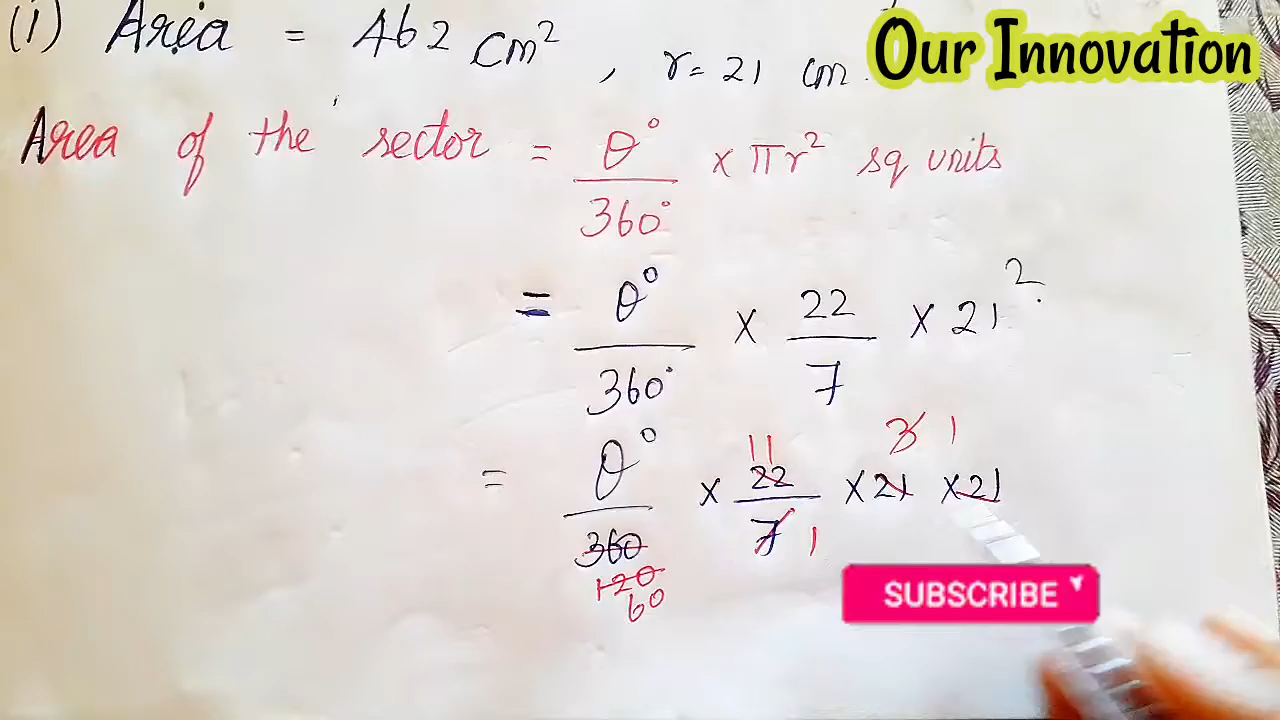 (i) Area = 462 cm² , r = 21 cm.
Our Innovation
Area of the sector = θ° / 360° × πr² sq units
= θ° / 360° × 22 / 7 × 21²
11 3 1
= θ° / 360 × 22 / 7 × 21 × 21
1
120
60
SUBSCRIBE